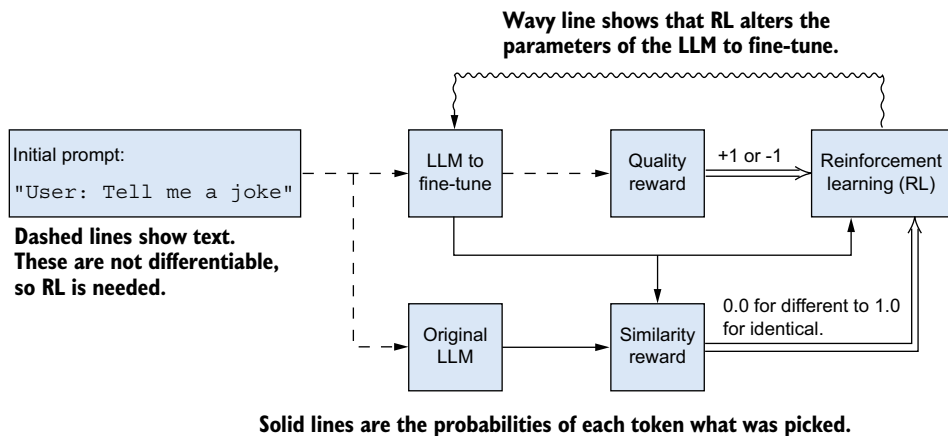 Wavy line shows that RL alters the
parameters of the LLM to fine-tune.
Initial prompt:
"User: Tell me a joke"
LLM to
fine-tune
Quality
reward
+1 or -1
Reinforcement
learning (RL)
Dashed lines show text.
These are not differentiable,
so RL is needed.
Original
LLM
Similarity
reward
0.0 for different to 1.0
for identical.
Solid lines are the probabilities of each token what was picked.